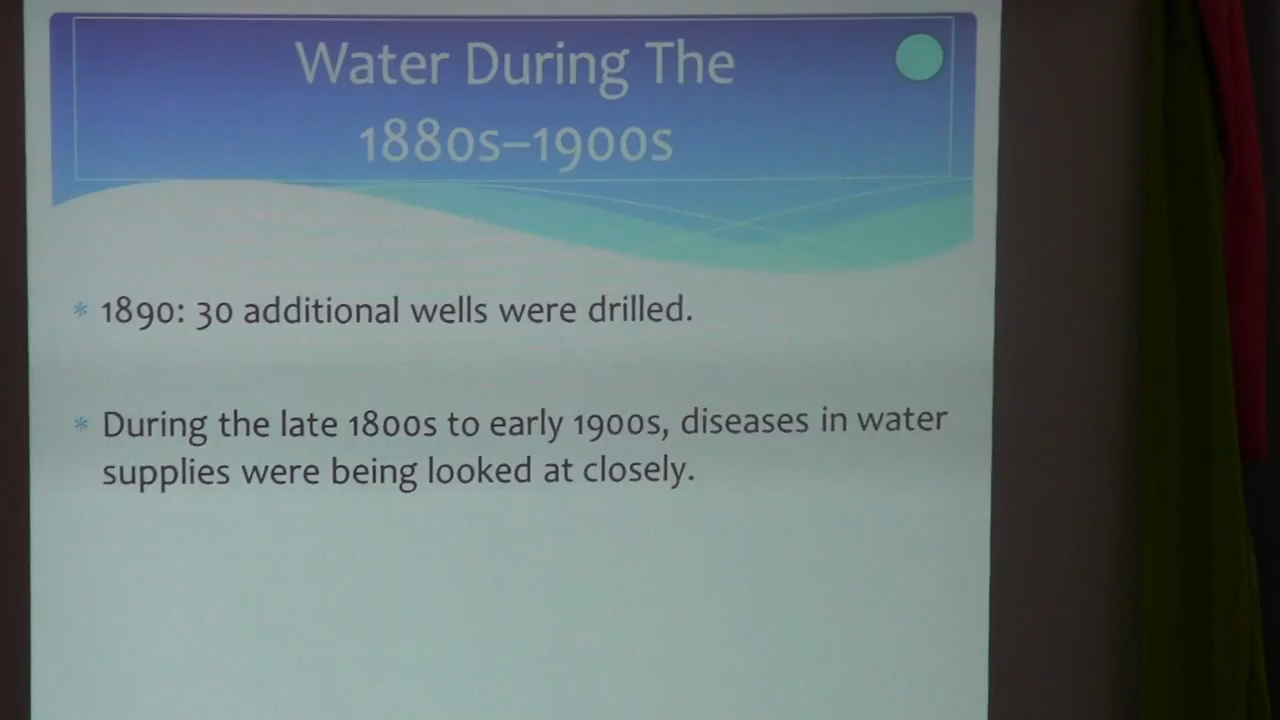 Water During The
1880s–1900s
* 1890: 30 additional wells were drilled.
* During the late 1800s to early 1900s, diseases in water
supplies were being looked at closely.